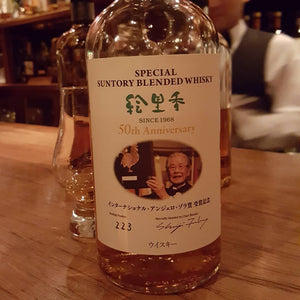 SPECIAL
SUNTORY BLENDED WHISKY
絵里香
SINCE 1968
50th Anniversary
インターナショナル・アンジェロ・ゾラ賞 受賞記念
223
ウイスキー